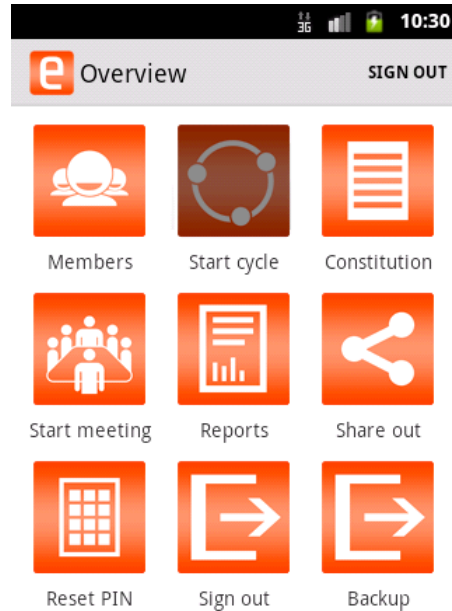 3G 10:30
e Overview SIGN OUT
Members Start cycle Constitution
Start meeting Reports Share out
Reset PIN Sign out Backup